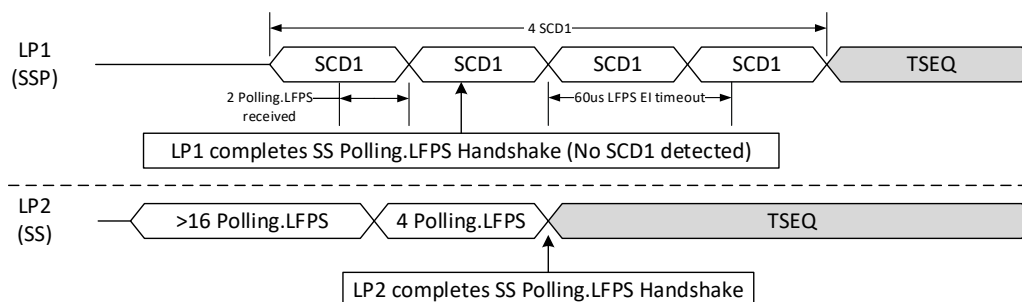 4 SCD1
LP1
(SSP)
SCD1
SCD1
SCD1
SCD1
TSEQ
2 Polling.LFPS
received
60us LFPS EI timeout
LP1 completes SS Polling.LFPS Handshake (No SCD1 detected)
LP2
(SS)
>16 Polling.LFPS
4 Polling.LFPS
TSEQ
LP2 completes SS Polling.LFPS Handshake